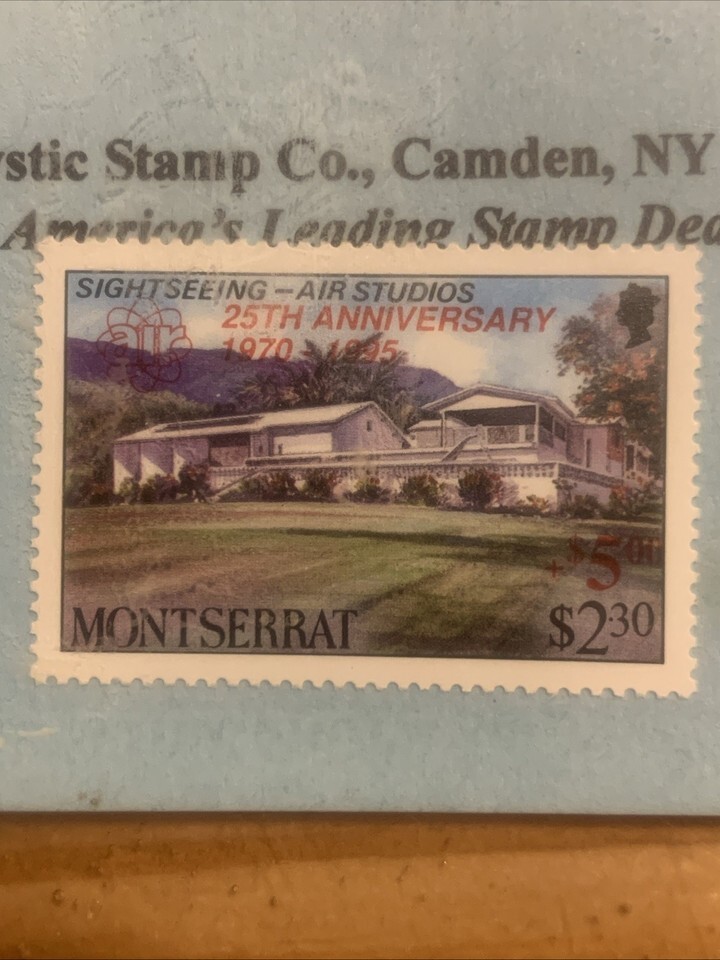 ystic Stamp Co., Camden, NY
America's Leading Stamp Dea
SIGHTSEEING – AIR STUDIOS
25TH ANNIVERSARY
1970 - 1995
air
+$5.00
$2.30
MONTSERRAT